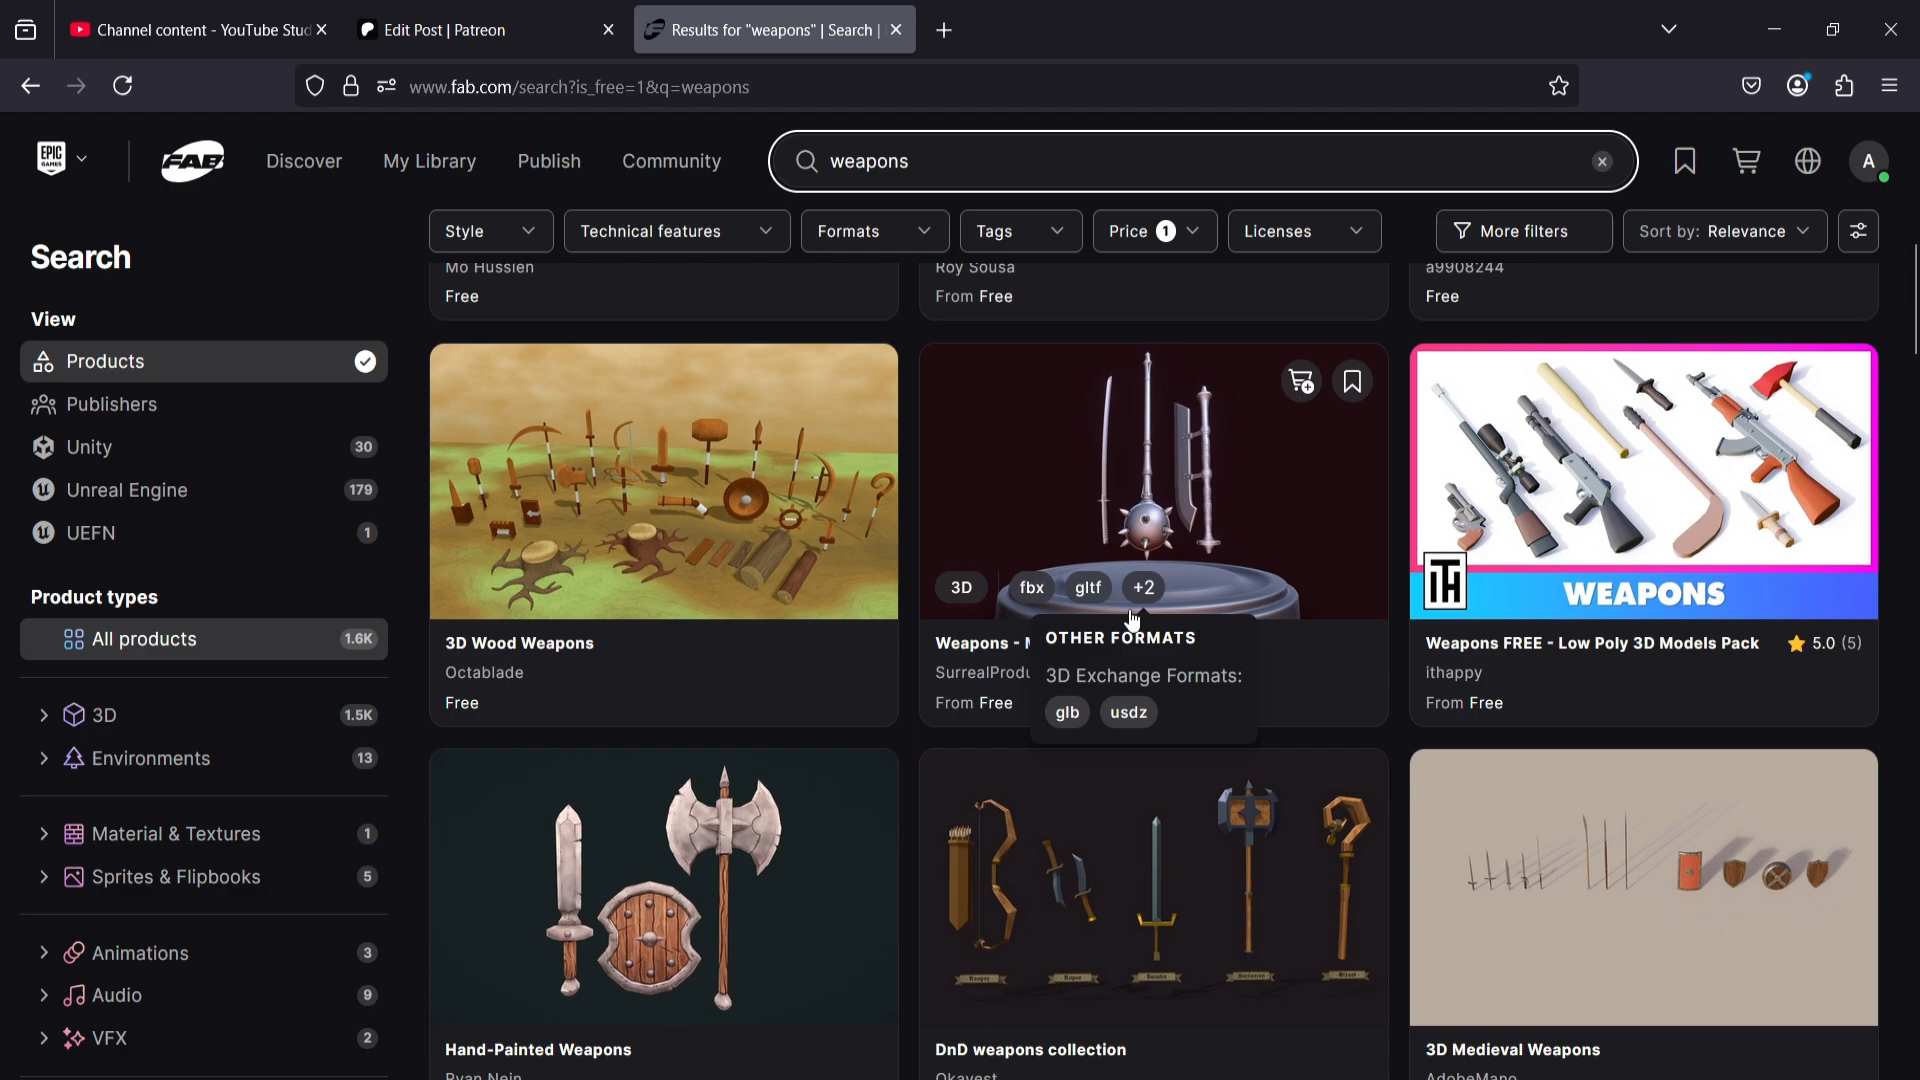 Channel content - YouTube Stud
Edit Post | Patreon
Results for "weapons" | Search |
www.fab.com/search?is_free=1&q=weapons
EPIC GAMES
FAB
Discover
My Library
Publish
Community
weapons
A
Search
Style
Technical features
Formats
Tags
Price 1
Licenses
More filters
Sort by: Relevance
View
Products
Publishers
Unity 30
Unreal Engine 179
UEFN 1
Product types
All products 1.6K
3D 1.5K
Environments 13
Material & Textures 1
Sprites & Flipbooks 5
Animations 3
Audio 9
VFX 2
Mo Hussien
Free
Roy Sousa
From Free
a9908244
Free
3D Wood Weapons
Octablade
Free
3D
fbx
gltf
+2
Weapons - M
SurrealProdu
From Free
OTHER FORMATS
3D Exchange Formats:
glb
usdz
ITH
WEAPONS
Weapons FREE - Low Poly 3D Models Pack
5.0 (5)
ithappy
From Free
Hand-Painted Weapons
Ryan Nein
DnD weapons collection
Okayest
3D Medieval Weapons
AdobeMano